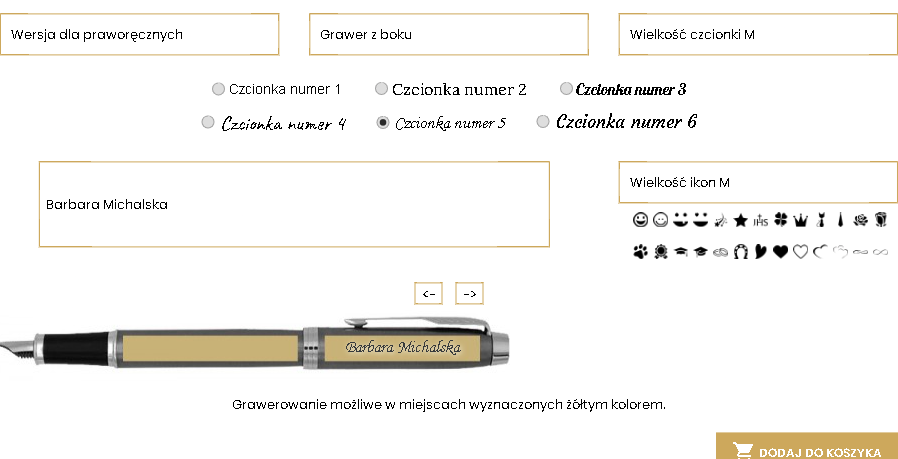 Wersja dla praworęcznych
Grawer z boku
Wielkość czcionki M
Czcionka numer 1
Czcionka numer 2
Czcionka numer 3
Czcionka numer 4
Czcionka numer 5
Czcionka numer 6
Barbara Michalska
Wielkość ikon M
IHS
<- ->
Barbara Michalska
Grawerowanie możliwe w miejscach wyznaczonych żółtym kolorem.
DODAJ DO KOSZYKA